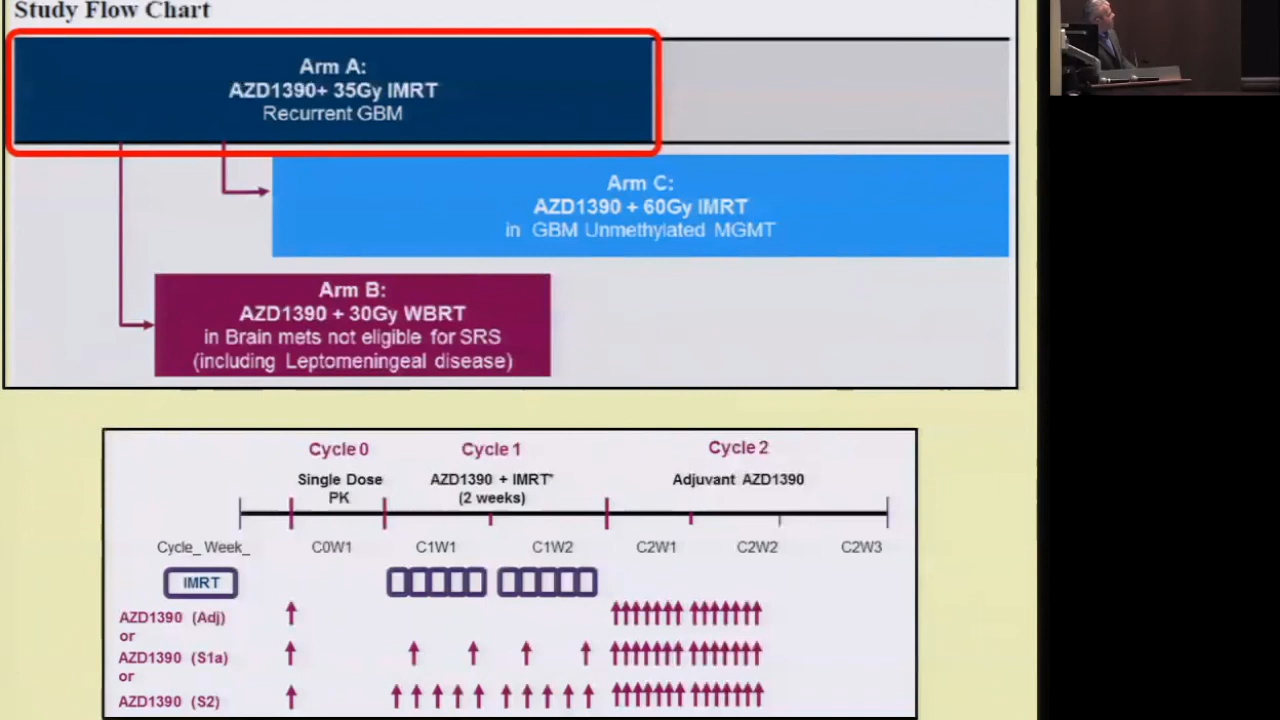 Study Flow Chart
Arm A:
AZD1390+ 35Gy IMRT
Recurrent GBM
Arm C:
AZD1390 + 60Gy IMRT
in GBM Unmethylated MGMT
Arm B:
AZD1390 + 30Gy WBRT
in Brain mets not eligible for SRS
(including Leptomeningeal disease)
Cycle 0 Cycle 1 Cycle 2
Single Dose AZD1390 + IMRT* Adjuvant AZD1390
PK (2 weeks)
Cycle_ Week_ C0W1 C1W1 C1W2 C2W1 C2W2 C2W3
IMRT
AZD1390 (Adj)
or
AZD1390 (S1a)
or
AZD1390 (S2)